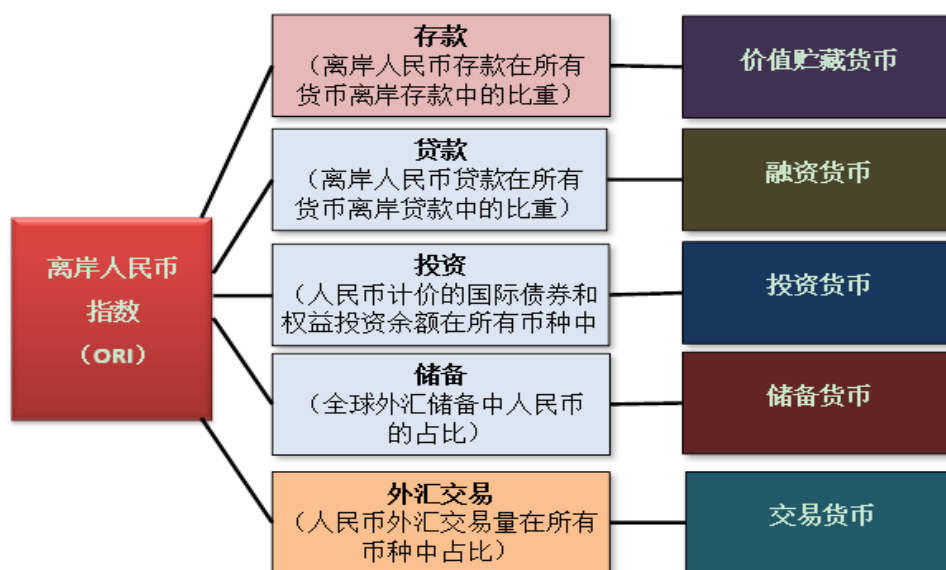 存款
（离岸人民币存款在所有
货币离岸存款中的比重）
价值贮藏货币
贷款
（离岸人民币贷款在所有
货币离岸贷款中的比重）
融资货币
离岸人民币
指数
（ORI）
投资
（人民币计价的国际债券和
权益投资余额在所有币种中
投资货币
储备
（全球外汇储备中人民币
的占比）
储备货币
外汇交易
（人民币外汇交易量在所有
币种中占比）
交易货币